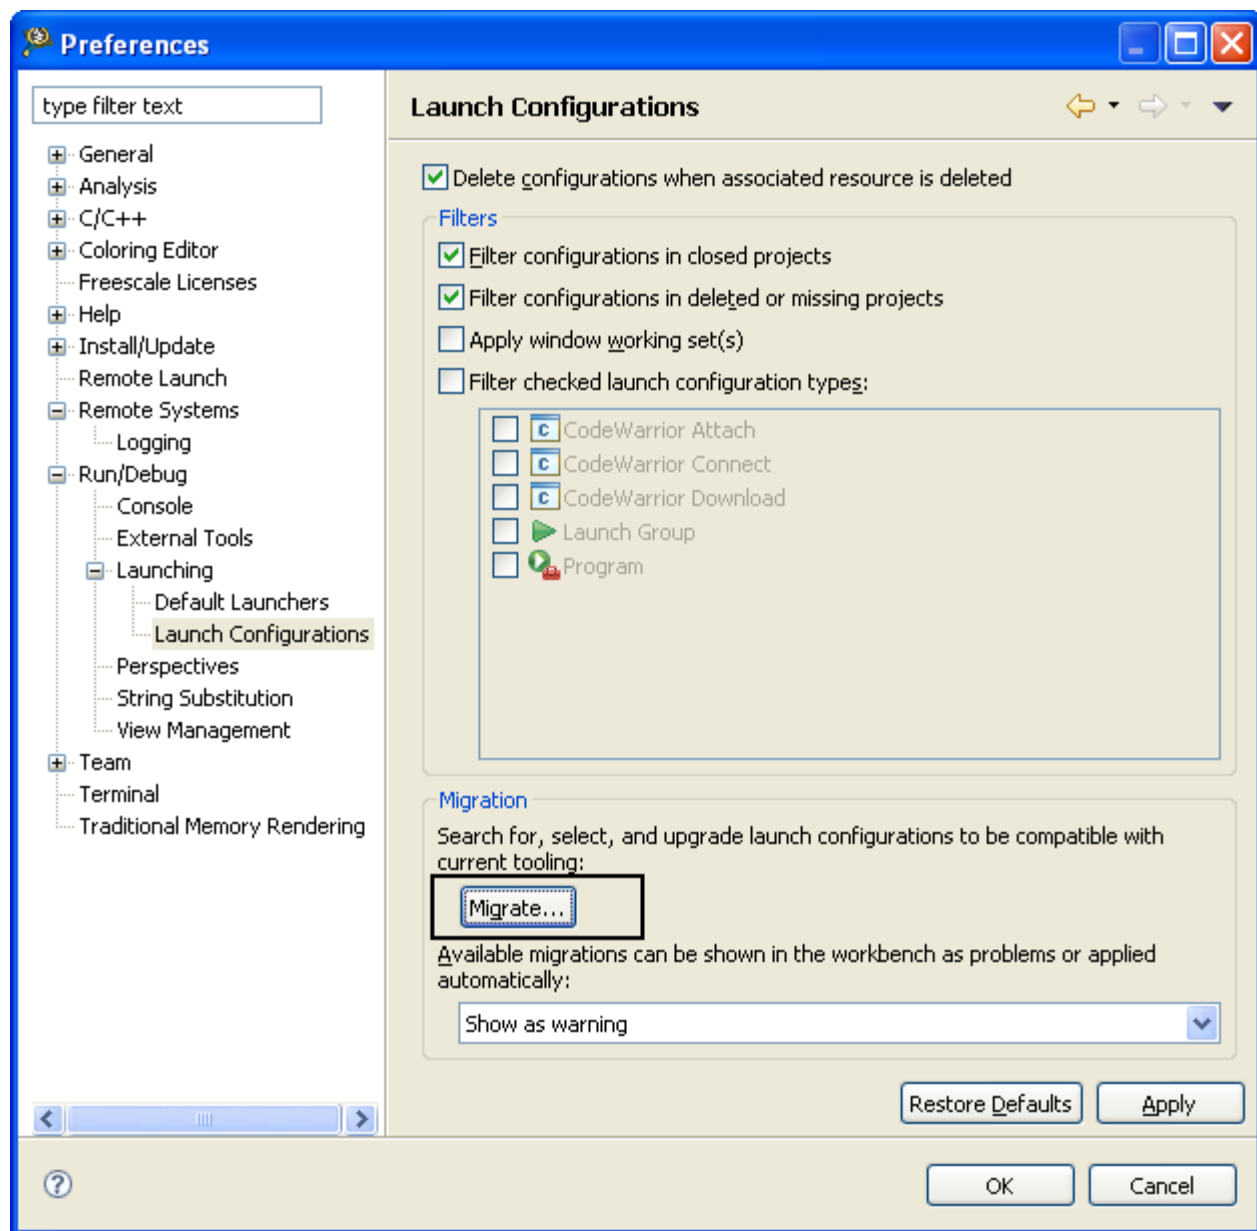 Preferences
type filter text
General
Analysis
C/C++
Coloring Editor
Freescale Licenses
Help
Install/Update
Remote Launch
Remote Systems
Logging
Run/Debug
Console
External Tools
Launching
Default Launchers
Launch Configurations
Perspectives
String Substitution
View Management
Team
Terminal
Traditional Memory Rendering
Launch Configurations
Delete configurations when associated resource is deleted
Filters
Filter configurations in closed projects
Filter configurations in deleted or missing projects
Apply window working set(s)
Filter checked launch configuration types:
C CodeWarrior Attach
C CodeWarrior Connect
C CodeWarrior Download
Launch Group
Program
Migration
Search for, select, and upgrade launch configurations to be compatible with
current tooling:
Migrate...
Available migrations can be shown in the workbench as problems or applied
automatically:
Show as warning
Restore Defaults
Apply
?
OK
Cancel